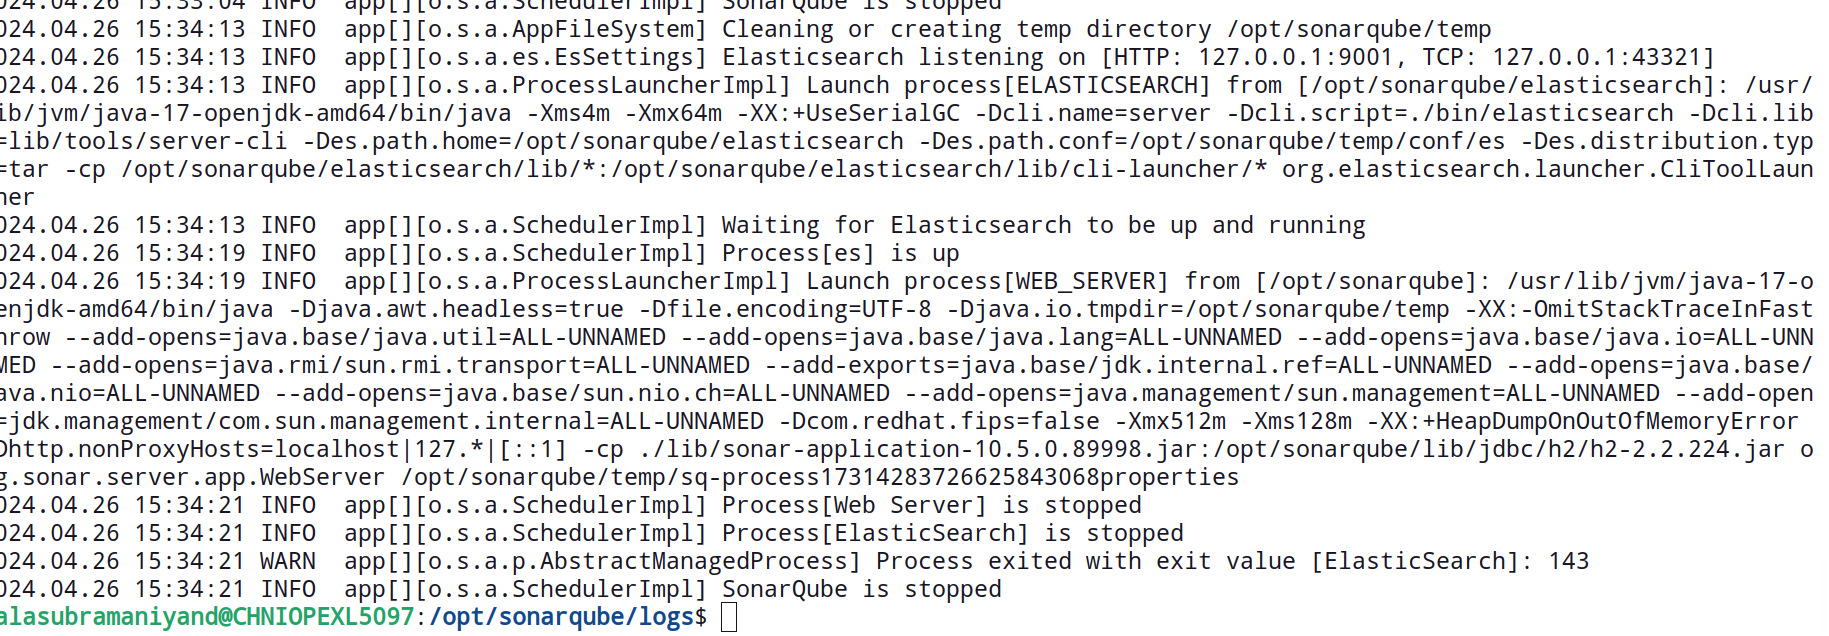 024.04.26 15:33:04 INFO  app[][o.s.a.SchedulerImpl] SonarQube is stopped
024.04.26 15:34:13 INFO  app[][o.s.a.AppFileSystem] Cleaning or creating temp directory /opt/sonarqube/temp
024.04.26 15:34:13 INFO  app[][o.s.a.es.EsSettings] Elasticsearch listening on [HTTP: 127.0.0.1:9001, TCP: 127.0.0.1:43321]
024.04.26 15:34:13 INFO  app[][o.s.a.ProcessLauncherImpl] Launch process[ELASTICSEARCH] from [/opt/sonarqube/elasticsearch]: /usr/
ib/jvm/java-17-openjdk-amd64/bin/java -Xms4m -Xmx64m -XX:+UseSerialGC -Dcli.name=server -Dcli.script=./bin/elasticsearch -Dcli.lib
=lib/tools/server-cli -Des.path.home=/opt/sonarqube/elasticsearch -Des.path.conf=/opt/sonarqube/temp/conf/es -Des.distribution.typ
=tar -cp /opt/sonarqube/elasticsearch/lib/*:/opt/sonarqube/elasticsearch/lib/cli-launcher/* org.elasticsearch.launcher.CliToolLaun
her
024.04.26 15:34:13 INFO  app[][o.s.a.SchedulerImpl] Waiting for Elasticsearch to be up and running
024.04.26 15:34:19 INFO  app[][o.s.a.SchedulerImpl] Process[es] is up
024.04.26 15:34:19 INFO  app[][o.s.a.ProcessLauncherImpl] Launch process[WEB_SERVER] from [/opt/sonarqube]: /usr/lib/jvm/java-17-o
enjdk-amd64/bin/java -Djava.awt.headless=true -Dfile.encoding=UTF-8 -Djava.io.tmpdir=/opt/sonarqube/temp -XX:-OmitStackTraceInFast
hrow --add-opens=java.base/java.util=ALL-UNNAMED --add-opens=java.base/java.lang=ALL-UNNAMED --add-opens=java.base/java.io=ALL-UNN
MED --add-opens=java.rmi/sun.rmi.transport=ALL-UNNAMED --add-exports=java.base/jdk.internal.ref=ALL-UNNAMED --add-opens=java.base/
ava.nio=ALL-UNNAMED --add-opens=java.base/sun.nio.ch=ALL-UNNAMED --add-opens=java.management/sun.management=ALL-UNNAMED --add-open
=jdk.management/com.sun.management.internal=ALL-UNNAMED -Dcom.redhat.fips=false -Xmx512m -Xms128m -XX:+HeapDumpOnOutOfMemoryError
Dhttp.nonProxyHosts=localhost|127.*|[::1] -cp ./lib/sonar-application-10.5.0.89998.jar:/opt/sonarqube/lib/jdbc/h2/h2-2.2.224.jar o
g.sonar.server.app.WebServer /opt/sonarqube/temp/sq-process17314283726625843068properties
024.04.26 15:34:21 INFO  app[][o.s.a.SchedulerImpl] Process[Web Server] is stopped
024.04.26 15:34:21 INFO  app[][o.s.a.SchedulerImpl] Process[ElasticSearch] is stopped
024.04.26 15:34:21 WARN  app[][o.s.a.p.AbstractManagedProcess] Process exited with exit value [ElasticSearch]: 143
024.04.26 15:34:21 INFO  app[][o.s.a.SchedulerImpl] SonarQube is stopped
alasubramaniyand@CHNIOPEXL5097:/opt/sonarqube/logs$